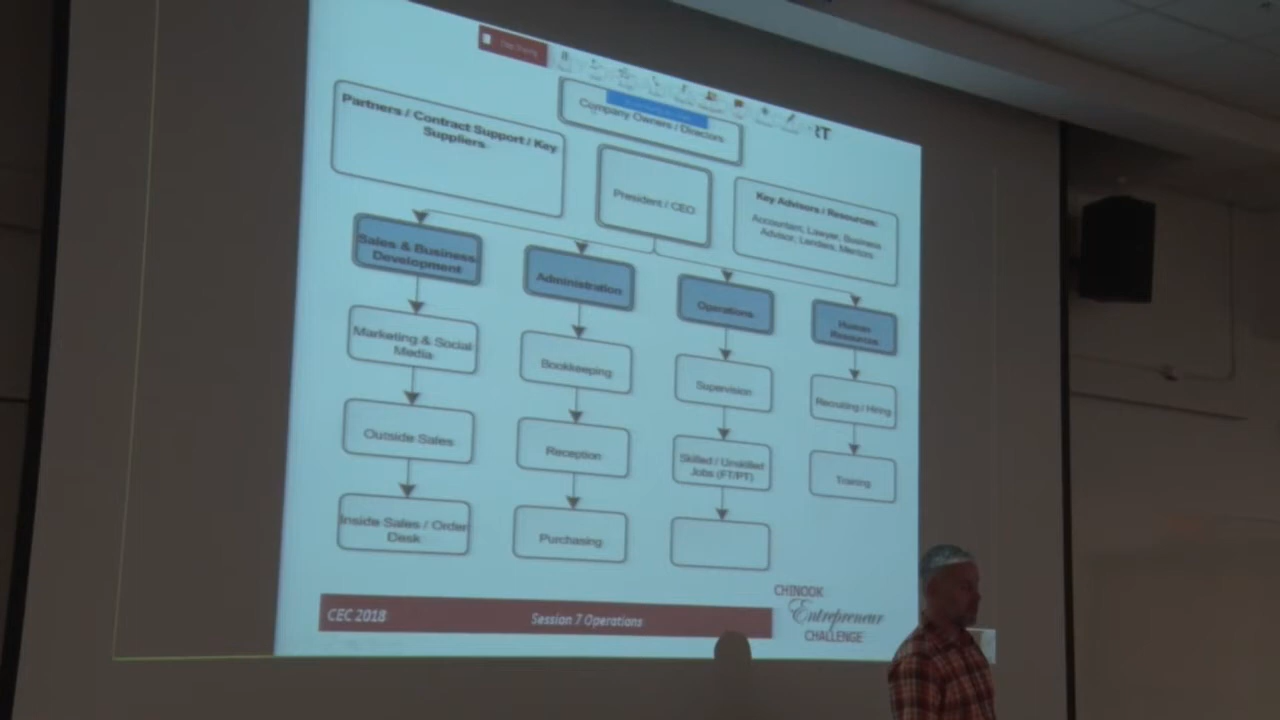 RT
Company Owners / Directors
Partners / Contract Support / Key
Suppliers
President / CEO
Key Advisors / Resources:
Accountant, Lawyer, Business
Advisor, Lenders, Mentors
Sales & Business
Development
Administration
Operations
Human
Resources
Marketing & Social
Media
Bookkeeping
Supervision
Recruiting / Hiring
Outside Sales
Reception
Skilled / Unskilled
Jobs (FT/PT)
Training
Inside Sales / Order
Desk
Purchasing
CEC 2018
Session 7 Operations
CHINOOK
Entrepreneur
CHALLENGE